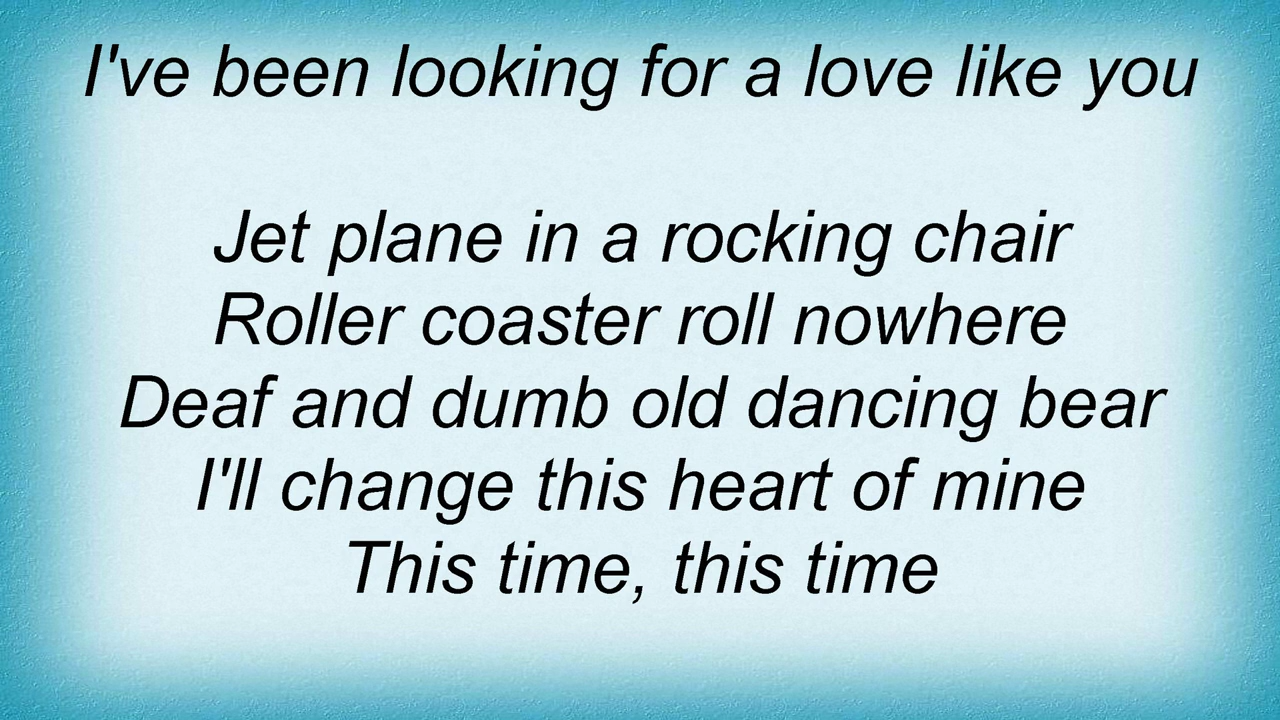 I've been looking for a love like you
Jet plane in a rocking chair
Roller coaster roll nowhere
Deaf and dumb old dancing bear
I'll change this heart of mine
This time, this time